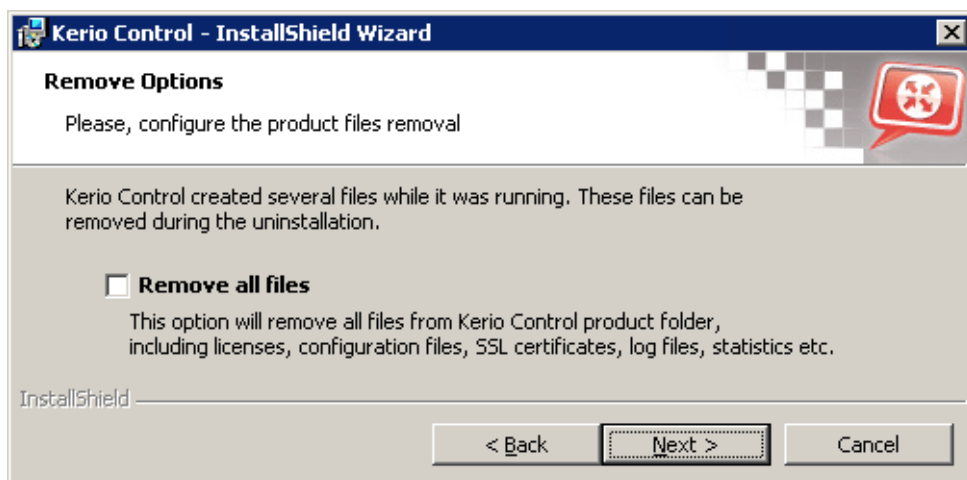 Kerio Control - InstallShield Wizard
Remove Options
Please, configure the product files removal
Kerio Control created several files while it was running. These files can be
removed during the uninstallation.
Remove all files
This option will remove all files from Kerio Control product folder,
including licenses, configuration files, SSL certificates, log files, statistics etc.
InstallShield
< Back Next > Cancel